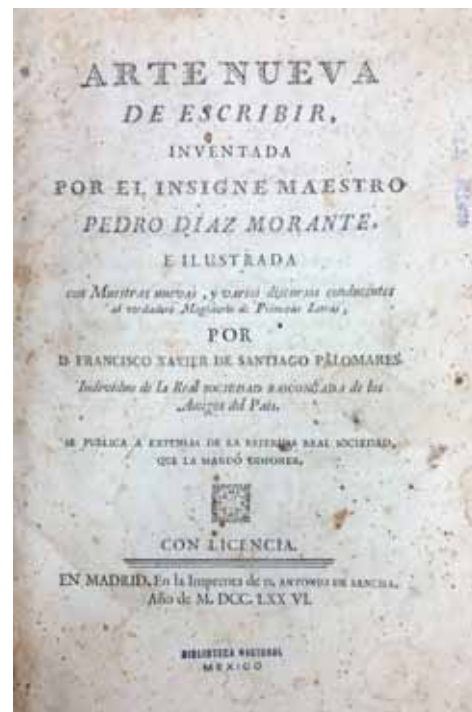 ARTE NUEVA
DE ESCRIBIR,
INVENTADA
POR EL INSIGNE MAESTRO
PEDRO DÍAZ MORANTE,
E ILUSTRADA
con Muestras nuevas, y varios discursos conducentes
al verdadero Magisterio de Primeras Letras,
POR
D. FRANCISCO XAVIER DE SANTIAGO PALOMARES
Individuo de la Real SOCIEDAD BASCONGADA de los
Amigos del País.
SE PUBLICA A EXPENSAS DE LA REFERIDA REAL SOCIEDAD,
QUE LA MANDÓ COMPONER.
CON LICENCIA.
EN MADRID, En la Imprenta de D. ANTONIO DE SANCHA.
Año de M. DCC. LXX VI.
BIBLIOTECA NACIONAL
MEXICO